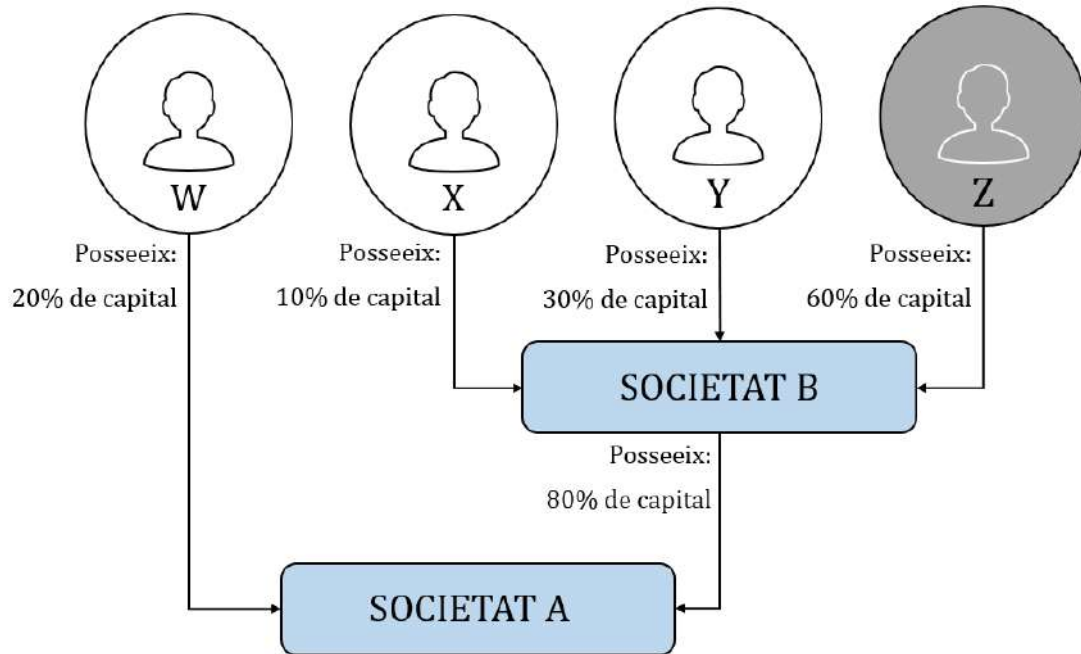 W
X
Y
Z
Posseeix:
20% de capital
Posseeix:
10% de capital
Posseeix:
30% de capital
Posseeix:
60% de capital
SOCIETAT B
Posseeix:
80% de capital
SOCIETAT A